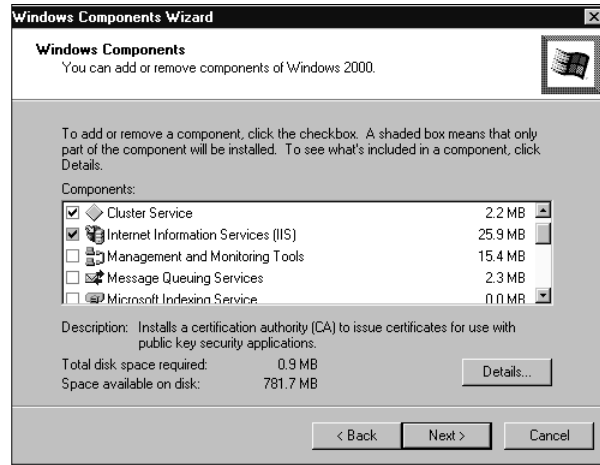 Windows Components Wizard
Windows Components
You can add or remove components of Windows 2000.
To add or remove a component, click the checkbox. A shaded box means that only
part of the component will be installed. To see what's included in a component, click
Details.
Components:
Cluster Service 2.2 MB
Internet Information Services (IIS) 25.9 MB
Management and Monitoring Tools 15.4 MB
Message Queuing Services 2.3 MB
Microsoft Indexing Service 0.0 MB
Description: Installs a certification authority (CA) to issue certificates for use with
public key security applications.
Total disk space required: 0.9 MB
Space available on disk: 781.7 MB
Details...
< Back Next > Cancel